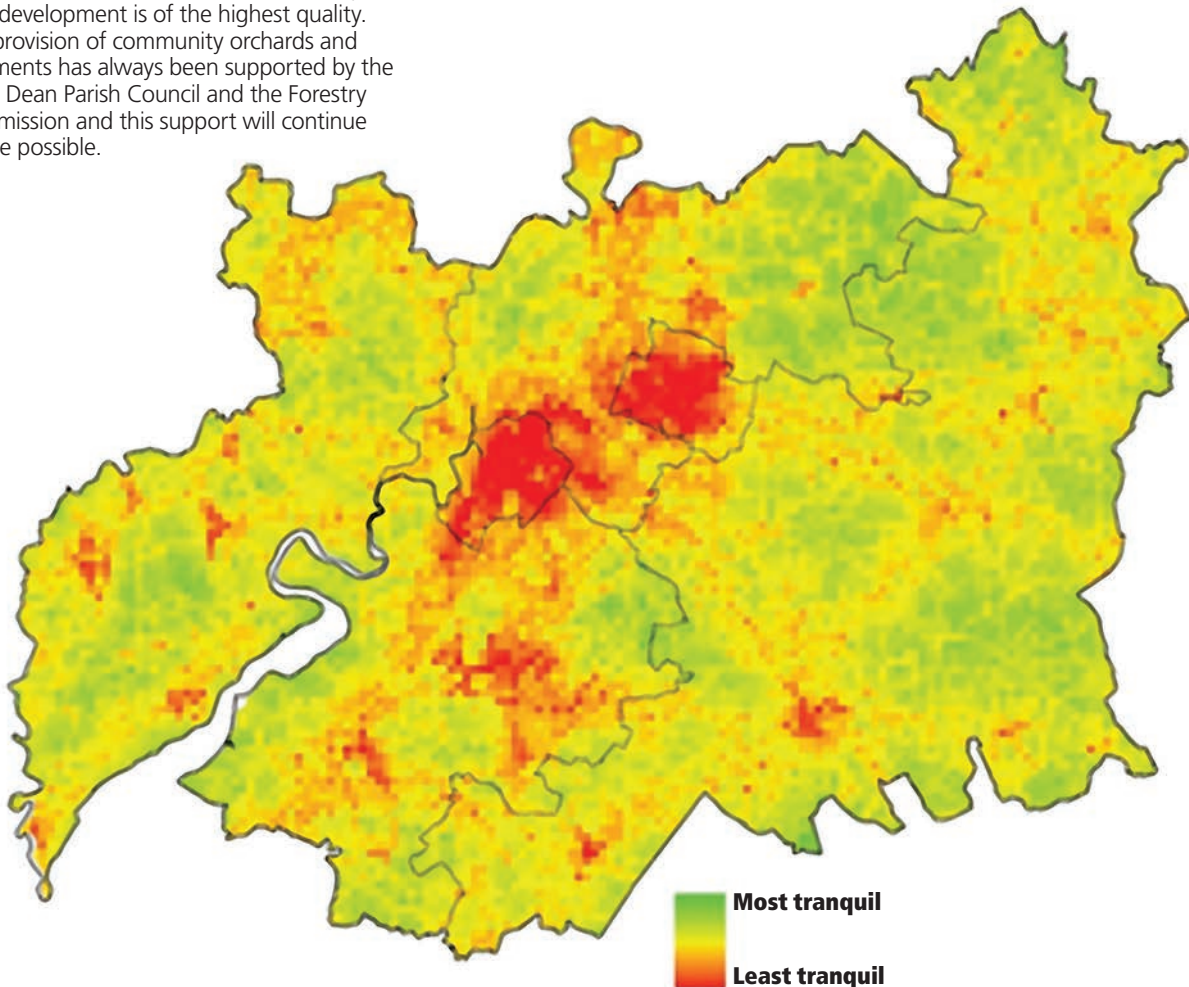 development is of the highest quality.
provision of community orchards and
ments has always been supported by the
Dean Parish Council and the Forestry
mission and this support will continue
e possible.
Most tranquil
Least tranquil